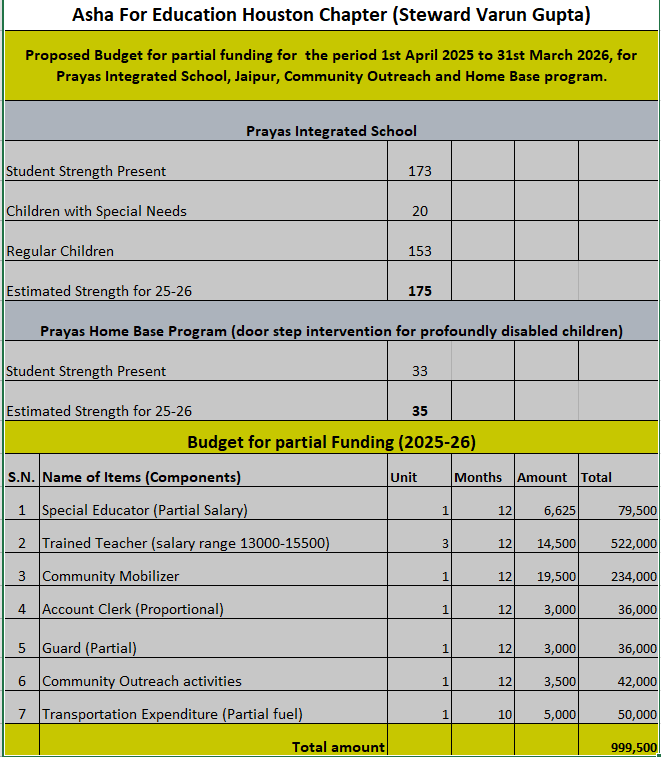 Asha For Education Houston Chapter (Steward Varun Gupta)
Proposed Budget for partial funding for the period 1st April 2025 to 31st March 2026, for
Prayas Integrated School, Jaipur, Community Outreach and Home Base program.
Prayas Integrated School
Student Strength Present 173
Children with Special Needs 20
Regular Children 153
Estimated Strength for 25-26 175
Prayas Home Base Program (door step intervention for profoundly disabled children)
Student Strength Present 33
Estimated Strength for 25-26 35
Budget for partial Funding (2025-26)
S.N. Name of Items (Components) Unit Months Amount Total
1 Special Educator (Partial Salary) 1 12 6,625 79,500
2 Trained Teacher (salary range 13000-15500) 3 12 14,500 522,000
3 Community Mobilizer 1 12 19,500 234,000
4 Account Clerk (Proportional) 1 12 3,000 36,000
5 Guard (Partial) 1 12 3,000 36,000
6 Community Outreach activities 1 12 3,500 42,000
7 Transportation Expenditure (Partial fuel) 1 10 5,000 50,000
Total amount 999,500